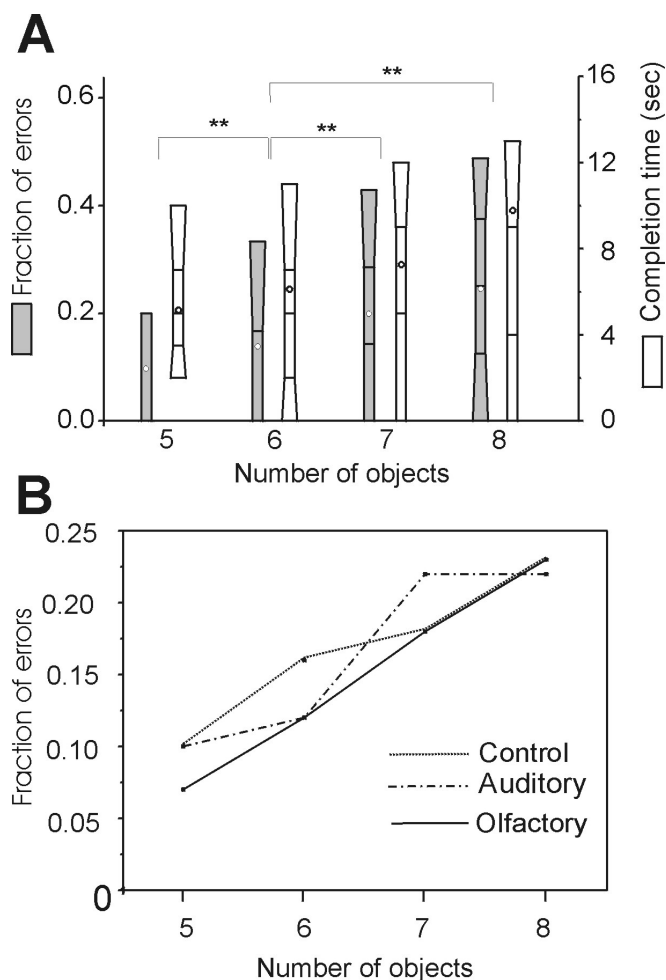 A
Fraction of errors
0.6
0.4
0.2
0.0
**
**
**
16
12
8
4
0
Completion time (sec)
5 6 7 8
Number of objects
B
Fraction of errors
0.25
0.20
0.15
0.10
0.05
0
Control
Auditory
Olfactory
5 6 7 8
Number of objects